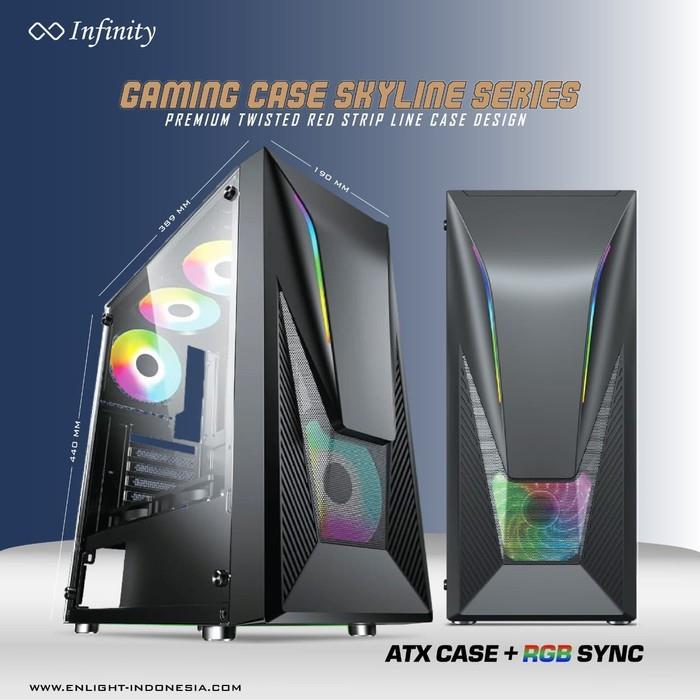 Infinity
GAMING CASE SKYLINE SERIES
PREMIUM TWISTED RED STRIP LINE CASE DESIGN
190 MM
389 MM
440 MM
ATX CASE + RGB SYNC
WWW.ENLIGHT-INDONESIA.COM